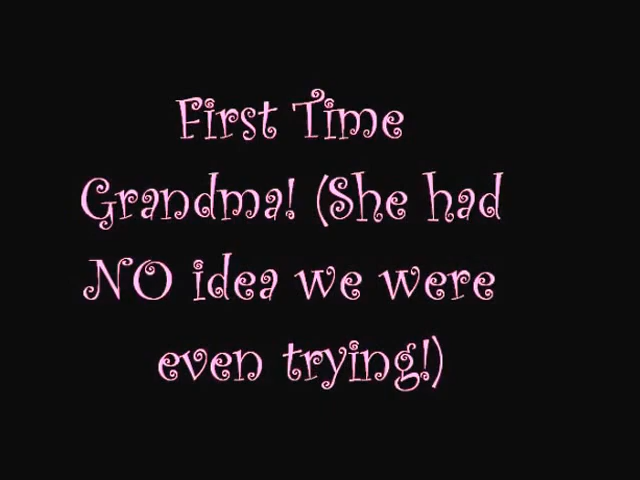 First Time
Grandma! (She had
NO idea we were
even trying!)